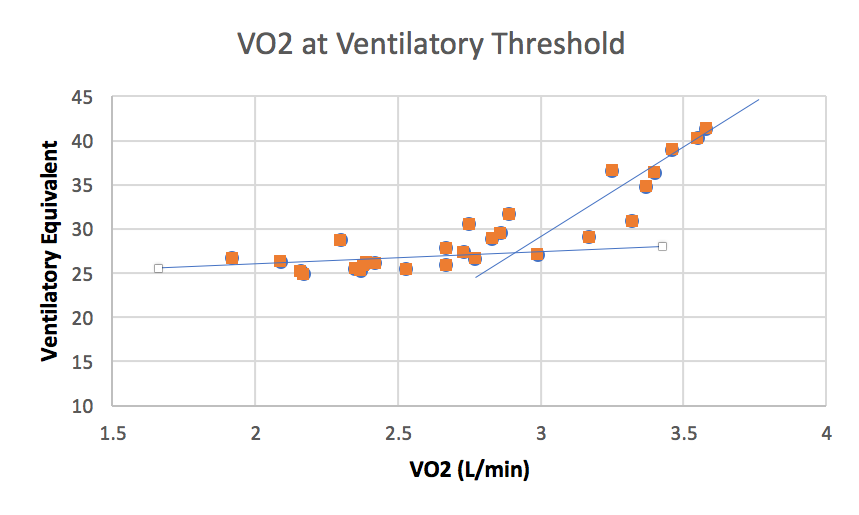 VO2 at Ventilatory Threshold
45
40
35
30
25
20
15
10
Ventilatory Equivalent
1.5 2 2.5 3 3.5 4
VO2 (L/min)